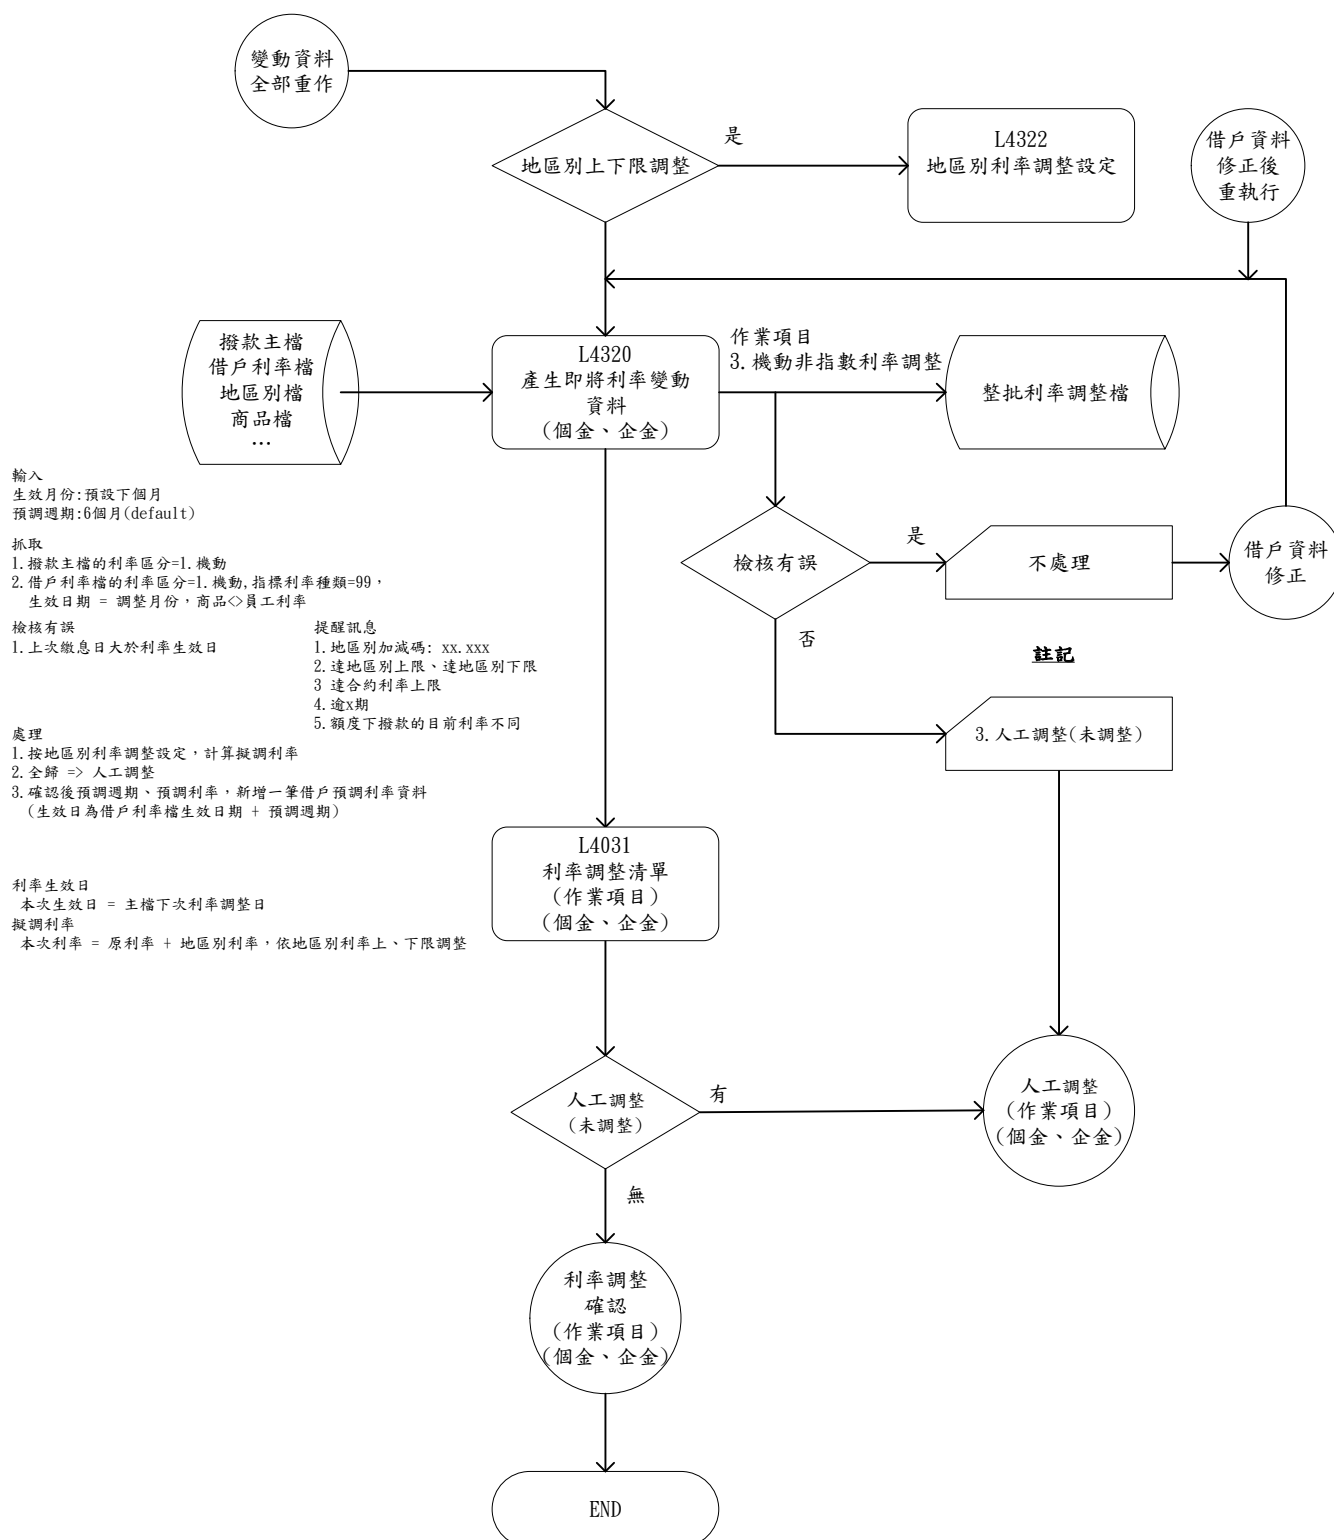 變動資料
全部重作
地區別上下限調整
是
L4322
地區別利率調整設定
借戶資料
修正後
重執行
撥款主檔
借戶利率檔
地區別檔
商品檔
...
L4320
產生即將利率變動
資料
(個金、企金)
作業項目
3.機動非指數利率調整
整批利率調整檔
輸入
生效月份:預設下個月
預調週期:6個月(default)
抓取
1.撥款主檔的利率區分=1.機動
2.借戶利率檔的利率區分=1.機動,指標利率種類=99，
生效日期 = 調整月份，商品<>員工利率
檢核有誤
1.上次繳息日大於利率生效日
提醒訊息
1.地區別加減碼: xx.xxx
2.達地區別上限、達地區別下限
3 達合約利率上限
4.逾x期
5.額度下撥款的目前利率不同
處理
1.按地區別利率調整設定，計算擬調利率
2.全歸 => 人工調整
3.確認後預調週期、預調利率，新增一筆借戶預調利率資料
(生效日為借戶利率檔生效日期 + 預調週期)
利率生效日
本次生效日 = 主檔下次利率調整日
擬調利率
本次利率 = 原利率 + 地區別利率，依地區別利率上、下限調整
檢核有誤
是
不處理
借戶資料
修正
否
註記
3.人工調整(未調整)
L4031
利率調整清單
(作業項目)
(個金、企金)
人工調整
(未調整)
有
人工調整
(作業項目)
(個金、企金)
無
利率調整
確認
(作業項目)
(個金、企金)
END